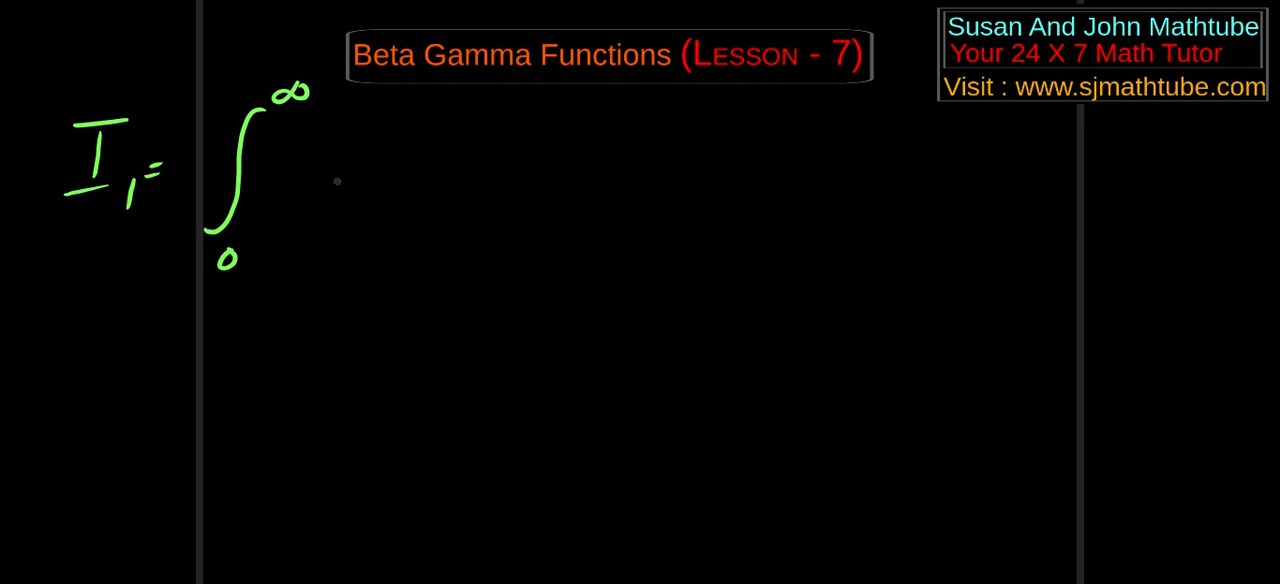 Beta Gamma Functions (Lesson - 7)
Susan And John Mathtube
Your 24 X 7 Math Tutor
Visit : www.sjmathtube.com
I₁ = ∫₀^∞